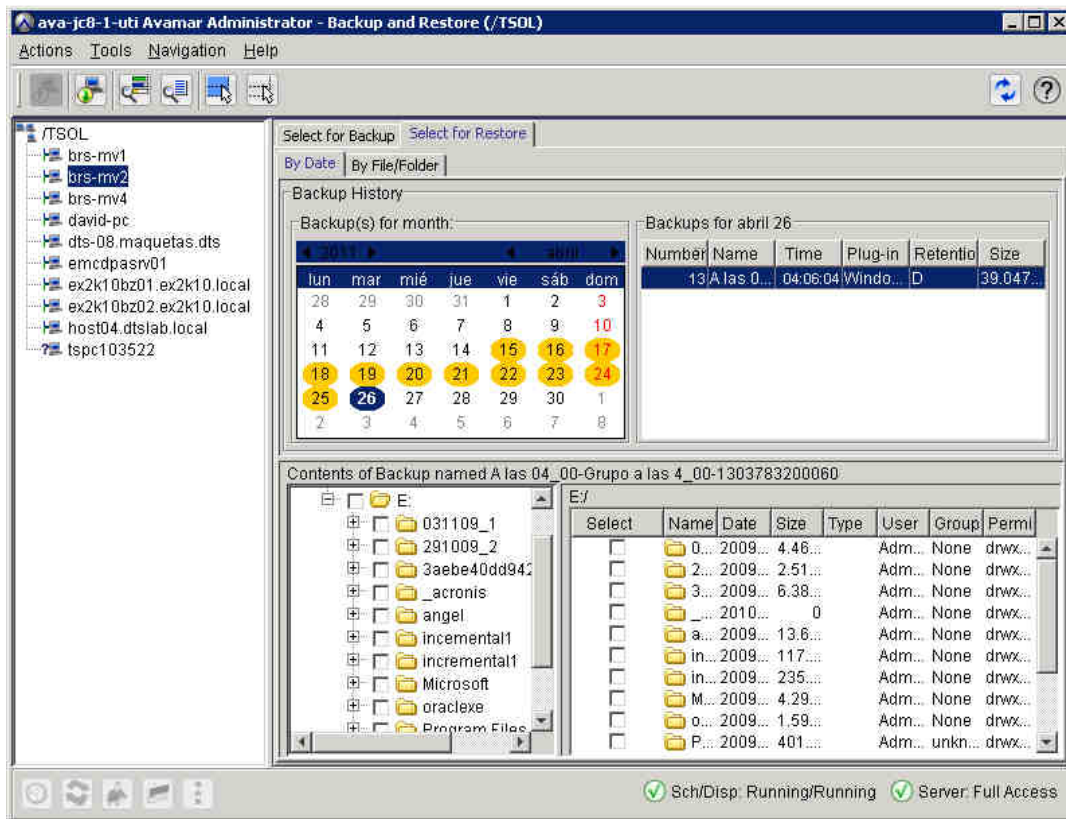 ava-jc8-1-uti Avamar Administrator - Backup and Restore (/TSOL)
Actions Tools Navigation Help
/TSOL
brs-mv1
brs-mv2
brs-mv4
david-pc
dts-08.maquetas.dts
emcdpasrv01
ex2k10bz01.ex2k10.local
ex2k10bz02.ex2k10.local
host04.dtslab.local
tspc103522
Select for Backup Select for Restore
By Date By File/Folder
Backup History
Backup(s) for month:
2011 abril
lun mar mié jue vie sáb dom
28 29 30 31 1 2 3
4 5 6 7 8 9 10
11 12 13 14 15 16 17
18 19 20 21 22 23 24
25 26 27 28 29 30 1
2 3 4 5 6 7 8
Backups for abril 26
Number Name Time Plug-in Retentio Size
13 A las 0... 04:06:04 Windo... D 39.047...
Contents of Backup named A las 04_00-Grupo a las 4_00-1303783200060
E:
031109_1
291009_2
3aebe40dd942
_acronis
angel
incemental1
incremental1
Microsoft
oraclexe
Program Files
E:/
Select Name Date Size Type User Group Permi
0... 2009... 4.46... Adm... None drwx...
2... 2009... 2.51... Adm... None drwx...
3... 2009... 6.38... Adm... None drwx...
_... 2010... 0 Adm... None drwx...
a... 2009... 13.6... Adm... None drwx...
in... 2009... 117.... Adm... None drwx...
in... 2009... 235.... Adm... None drwx...
M... 2009... 4.29... Adm... None drwx...
o... 2009... 1.59... Adm... None drwx...
P... 2009... 401.... Adm... unkn... drwx...
Sch/Disp: Running/Running Server: Full Access